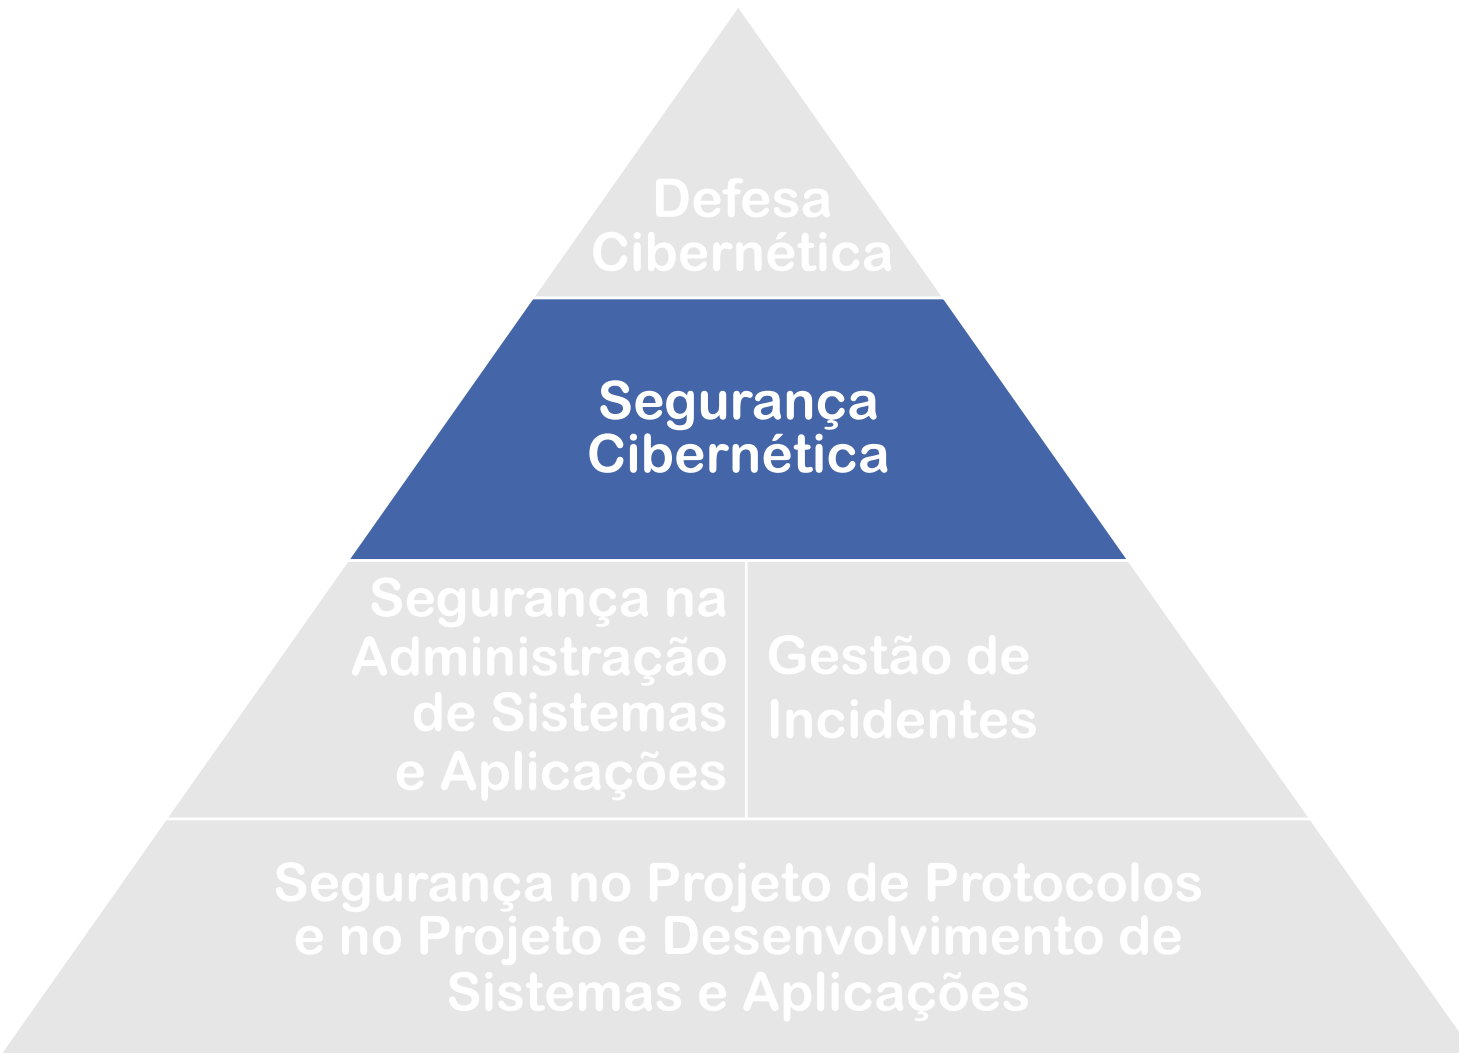 Defesa
Cibernética
Segurança
Cibernética
Segurança na
Administração
de Sistemas
e Aplicações
Gestão de
Incidentes
Segurança no Projeto de Protocolos
e no Projeto e Desenvolvimento de
Sistemas e Aplicações